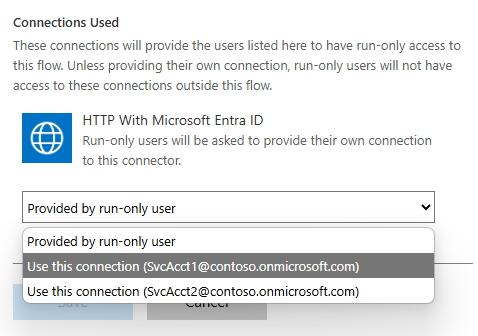 Connections Used
These connections will provide the users listed here to have run-only access to
this flow. Unless providing their own connection, run-only users will not have
access to these connections outside this flow.
HTTP With Microsoft Entra ID
Run-only users will be asked to provide their own connection
to this connector.
Provided by run-only user
Provided by run-only user
Use this connection (SvcAcct1@contoso.onmicrosoft.com)
Use this connection (SvcAcct2@contoso.onmicrosoft.com)
Save Cancel